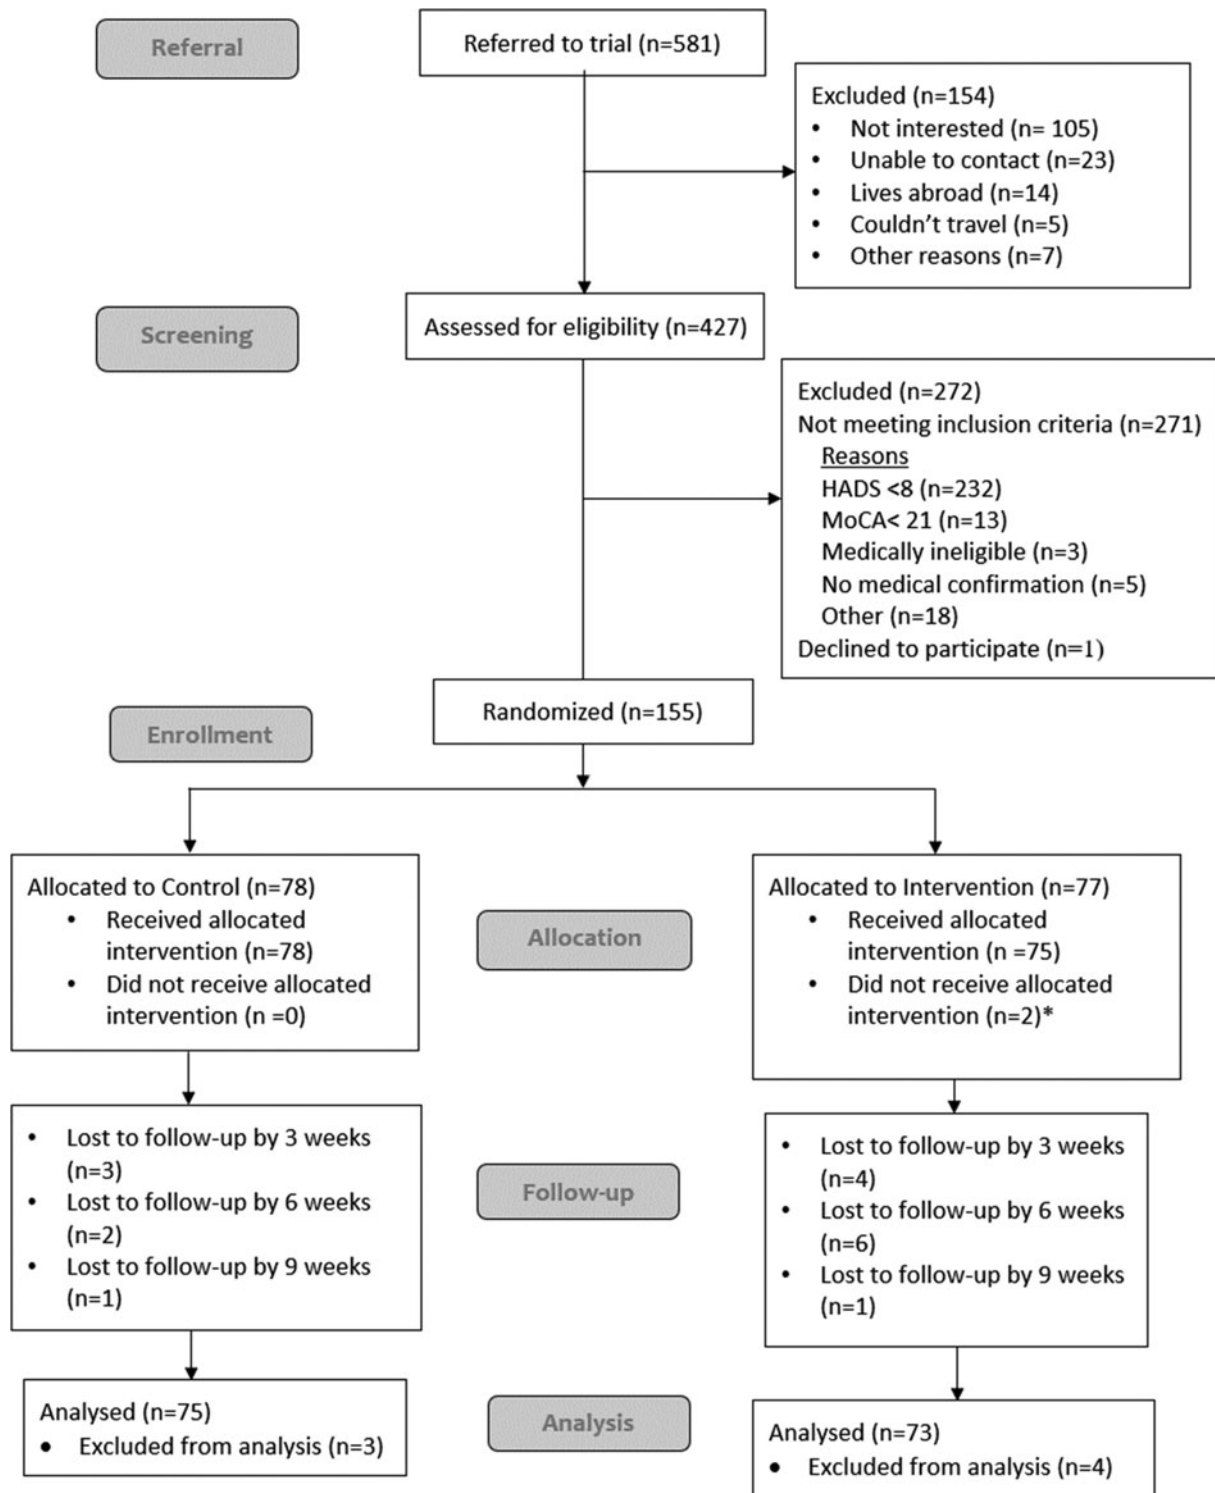 Referral
Referred to trial (n=581)
Excluded (n=154)
• Not interested (n= 105)
• Unable to contact (n=23)
• Lives abroad (n=14)
• Couldn't travel (n=5)
• Other reasons (n=7)
Screening
Assessed for eligibility (n=427)
Excluded (n=272)
Not meeting inclusion criteria (n=271)
Reasons
HADS <8 (n=232)
MoCA< 21 (n=13)
Medically ineligible (n=3)
No medical confirmation (n=5)
Other (n=18)
Declined to participate (n=1)
Enrollment
Randomized (n=155)
Allocated to Control (n=78)
• Received allocated
intervention (n=78)
• Did not receive allocated
intervention (n =0)
Allocation
Allocated to Intervention (n=77)
• Received allocated
intervention (n =75)
• Did not receive allocated
intervention (n=2)*
• Lost to follow-up by 3 weeks
(n=3)
• Lost to follow-up by 6 weeks
(n=2)
• Lost to follow-up by 9 weeks
(n=1)
Follow-up
• Lost to follow-up by 3 weeks
(n=4)
• Lost to follow-up by 6 weeks
(n=6)
• Lost to follow-up by 9 weeks
(n=1)
Analysed (n=75)
• Excluded from analysis (n=3)
Analysis
Analysed (n=73)
• Excluded from analysis (n=4)